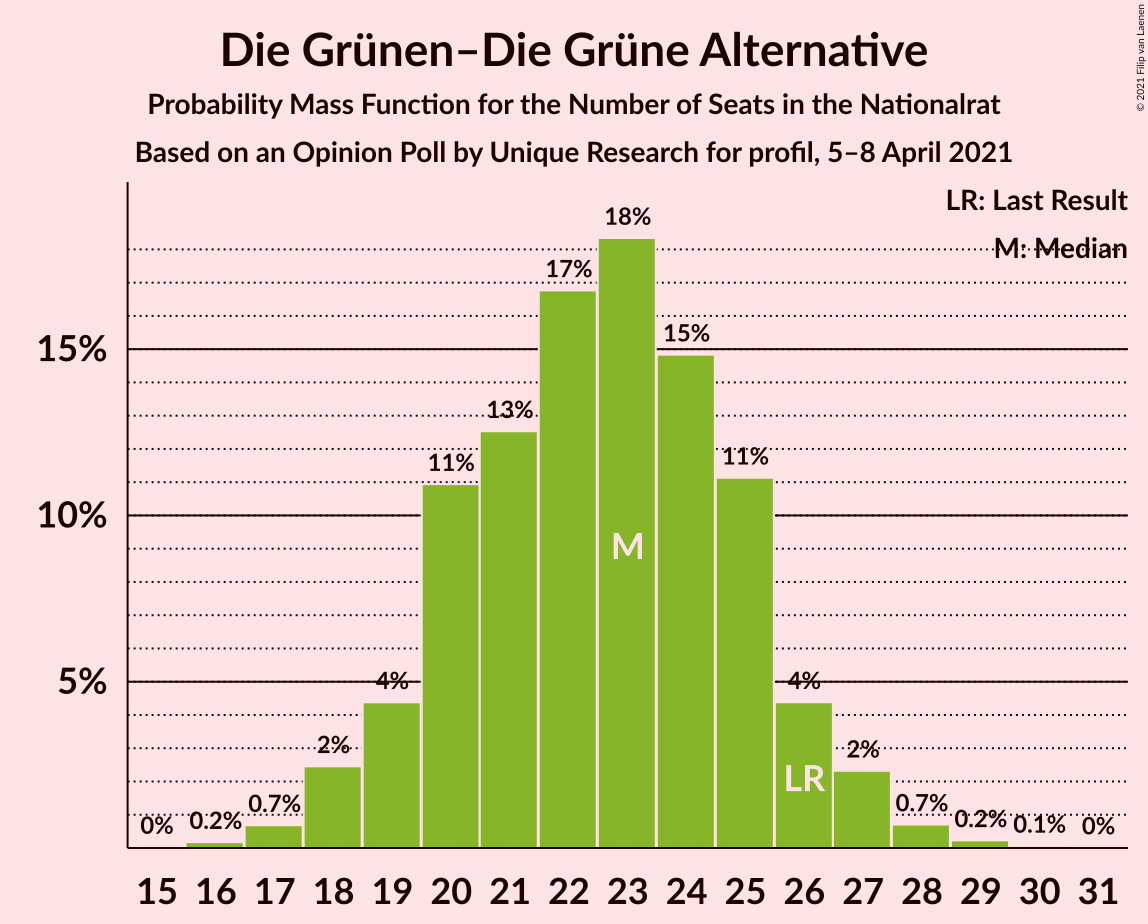 Die Grünen–Die Grüne Alternative
Probability Mass Function for the Number of Seats in the Nationalrat
Based on an Opinion Poll by Unique Research for profil, 5–8 April 2021
© 2021 Filip van Laenen
LR: Last Result
M: Median
15%
10%
5%
0% 0.2% 0.7% 2% 4% 11% 13% 17% 18% 15% 11% 4% 2% 0.7% 0.2% 0.1% 0%
M
LR
15 16 17 18 19 20 21 22 23 24 25 26 27 28 29 30 31